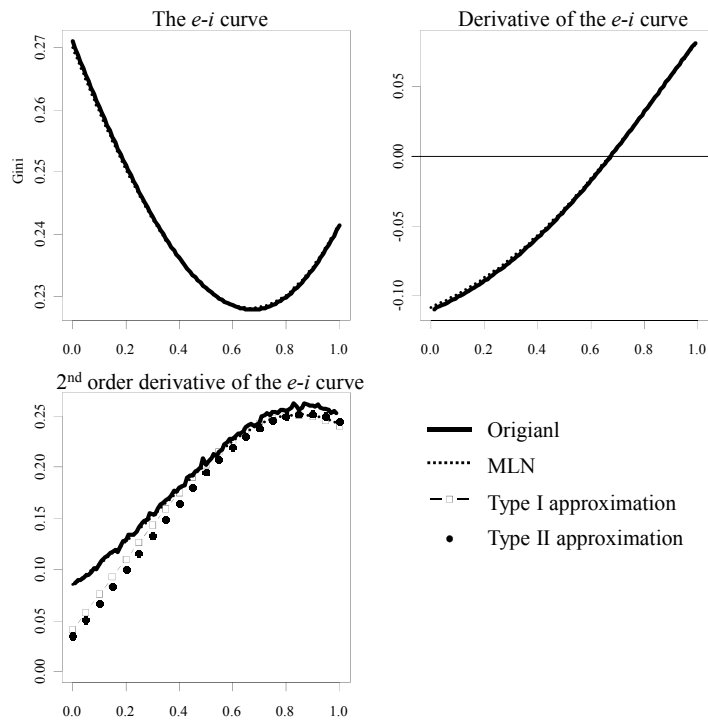 The e-i curve
0.27
0.26
0.25
0.24
0.23
Gini
0.0 0.2 0.4 0.6 0.8 1.0
Derivative of the e-i curve
0.05
0.00
-0.05
-0.10
0.0 0.2 0.4 0.6 0.8 1.0
2nd order derivative of the e-i curve
0.25
0.20
0.15
0.10
0.05
0.00
0.0 0.2 0.4 0.6 0.8 1.0
Origianl
MLN
Type I approximation
Type II approximation